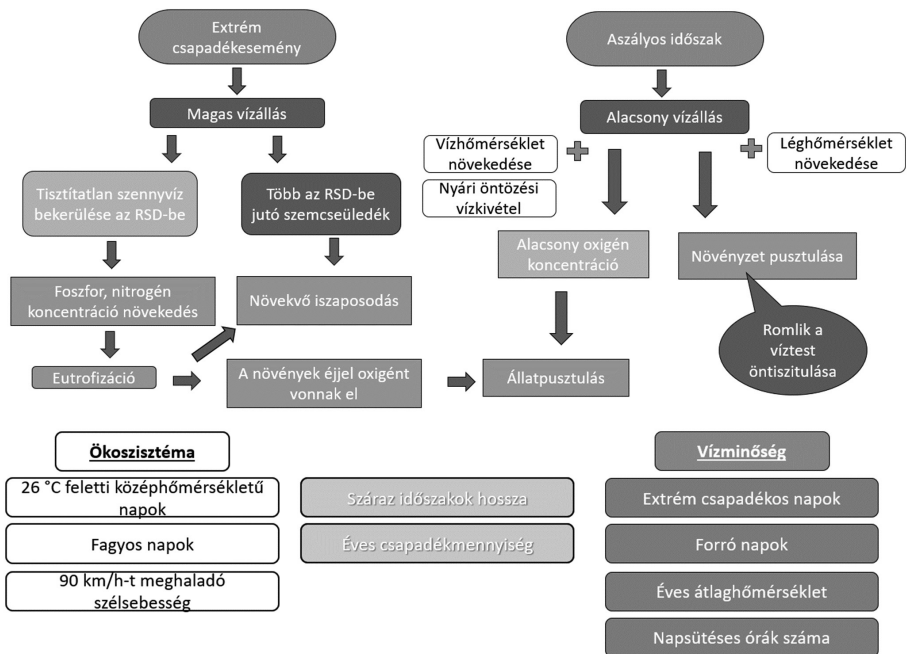 Extrém
csapadékesemény
Aszályos időszak
Magas vízállás
Alacsony vízállás
Vízhőmérséklet
növekedése
Léghőmérséklet
növekedése
Nyári öntözési
vízkivétel
Tisztítatlan szennyvíz
bekerülése az RSD-be
Több az RSD-be
jutó szemcseüledék
Alacsony oxigén
koncentráció
Növényzet pusztulása
Foszfor, nitrogén
koncentráció növekedés
Növekvő iszaposodás
Romlik a
víztest
öntiszitulása
Eutrofizáció
A növények éjjel oxigént
vonnak el
Állatpusztulás
Ökoszisztéma
Vízminőség
26 °C feletti középhőmérsékletű
napok
Száraz időszakok hossza
Extrém csapadékos napok
Fagyos napok
Éves csapadékmennyiség
Forró napok
90 km/h-t meghaladó
szélsebesség
Éves átlaghőmérséklet
Napsütéses órák száma